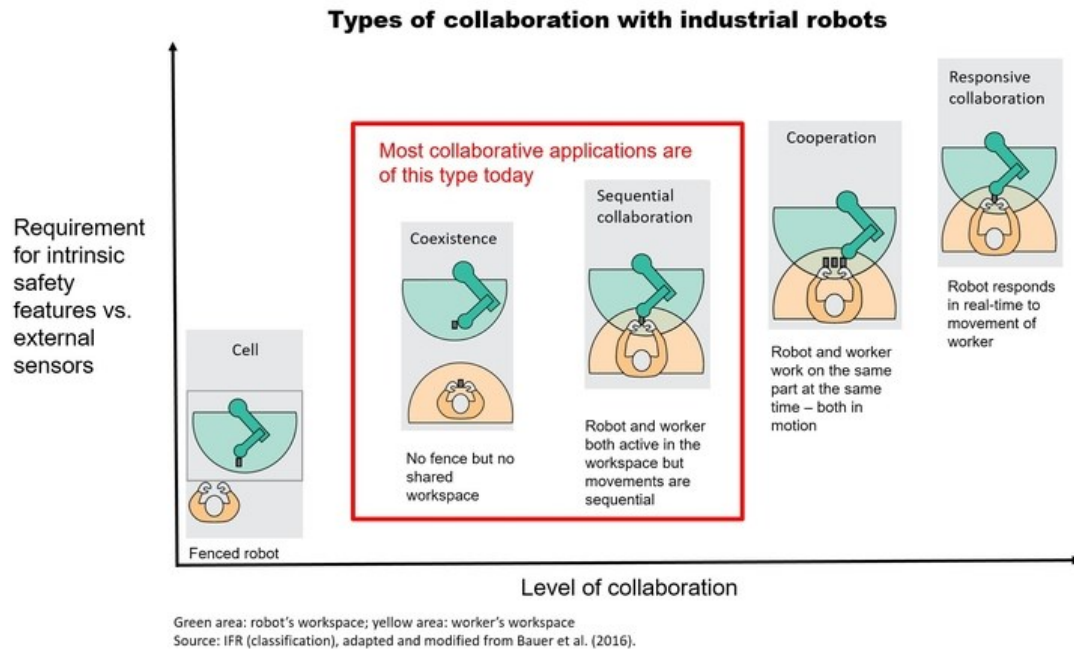 Types of collaboration with industrial robots
Requirement
for intrinsic
safety
features vs.
external
sensors
Cell
Fenced robot
Most collaborative applications are
of this type today
Coexistence
No fence but no
shared
workspace
Sequential
collaboration
Robot and worker
both active in the
workspace but
movements are
sequential
Cooperation
Robot and worker
work on the same
part at the same
time – both in
motion
Responsive
collaboration
Robot responds
in real-time to
movement of
worker
Level of collaboration
Green area: robot's workspace; yellow area: worker's workspace
Source: IFR (classification), adapted and modified from Bauer et al. (2016).